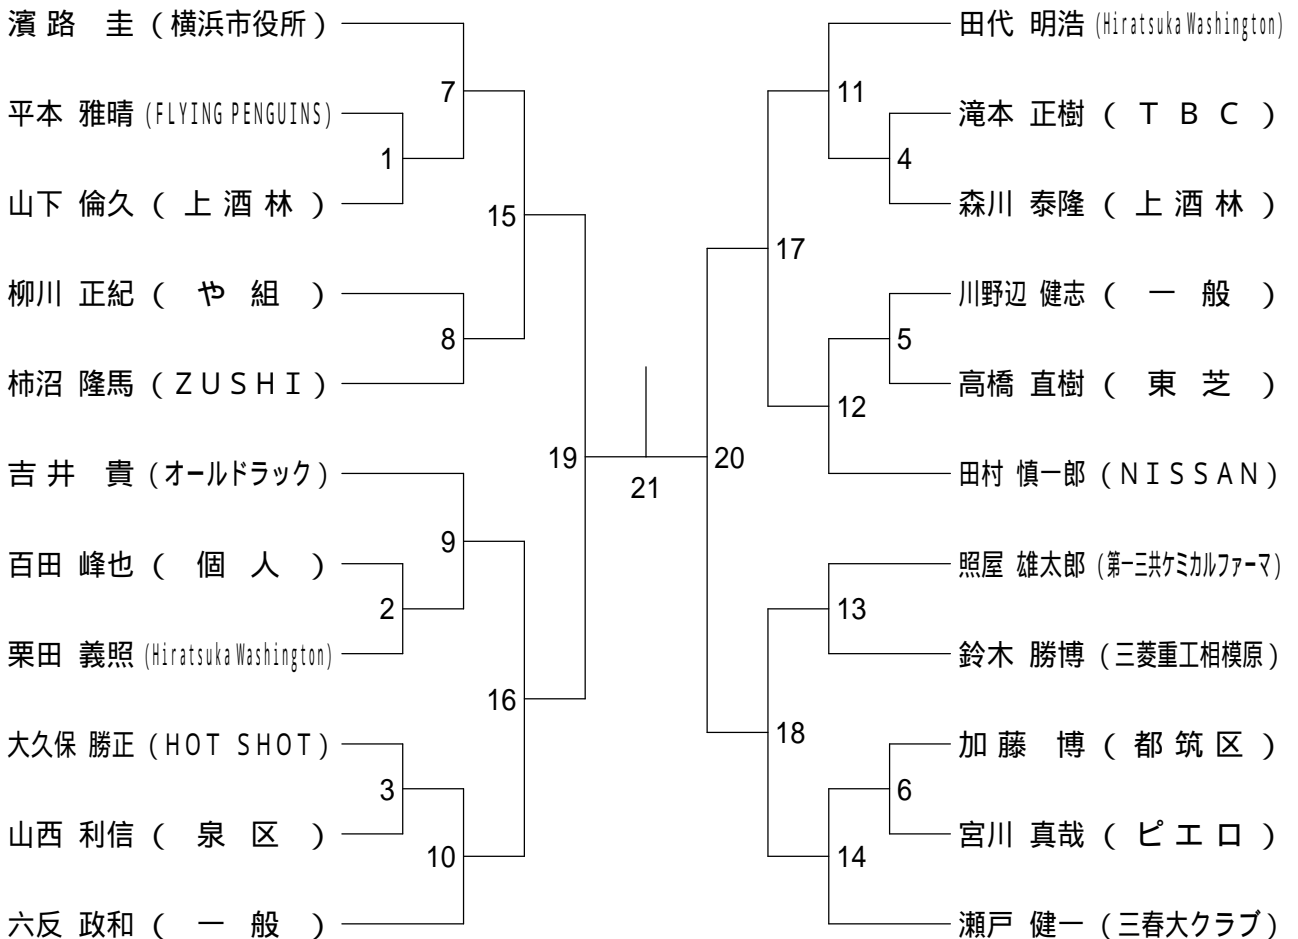 濱路 圭 (横浜市役所)
7
平本 雅晴 (FLYING PENGUINS)
1
山下 倫久 (上酒林)
15
柳川 正紀 (や組)
8
柿沼 隆馬 (ZUSHI)
19
吉井 貴 (オールドラック)
9
百田 峰也 (個人)
2
栗田 義照 (Hiratsuka Washington)
16
大久保 勝正 (HOT SHOT)
3
山西 利信 (泉区)
10
六反 政和 (一般)
21
田代 明浩 (Hiratsuka Washington)
11
滝本 正樹 (TBC)
4
森川 泰隆 (上酒林)
17
川野辺 健志 (一般)
5
高橋 直樹 (東芝)
12
20
田村 慎一郎 (NISSAN)
照屋 雄太郎 (第一三共ケミカルファーマ)
13
鈴木 勝博 (三菱重工相模原)
18
加藤 博 (都筑区)
6
宮川 真哉 (ピエロ)
14
瀬戸 健一 (三春大クラブ)